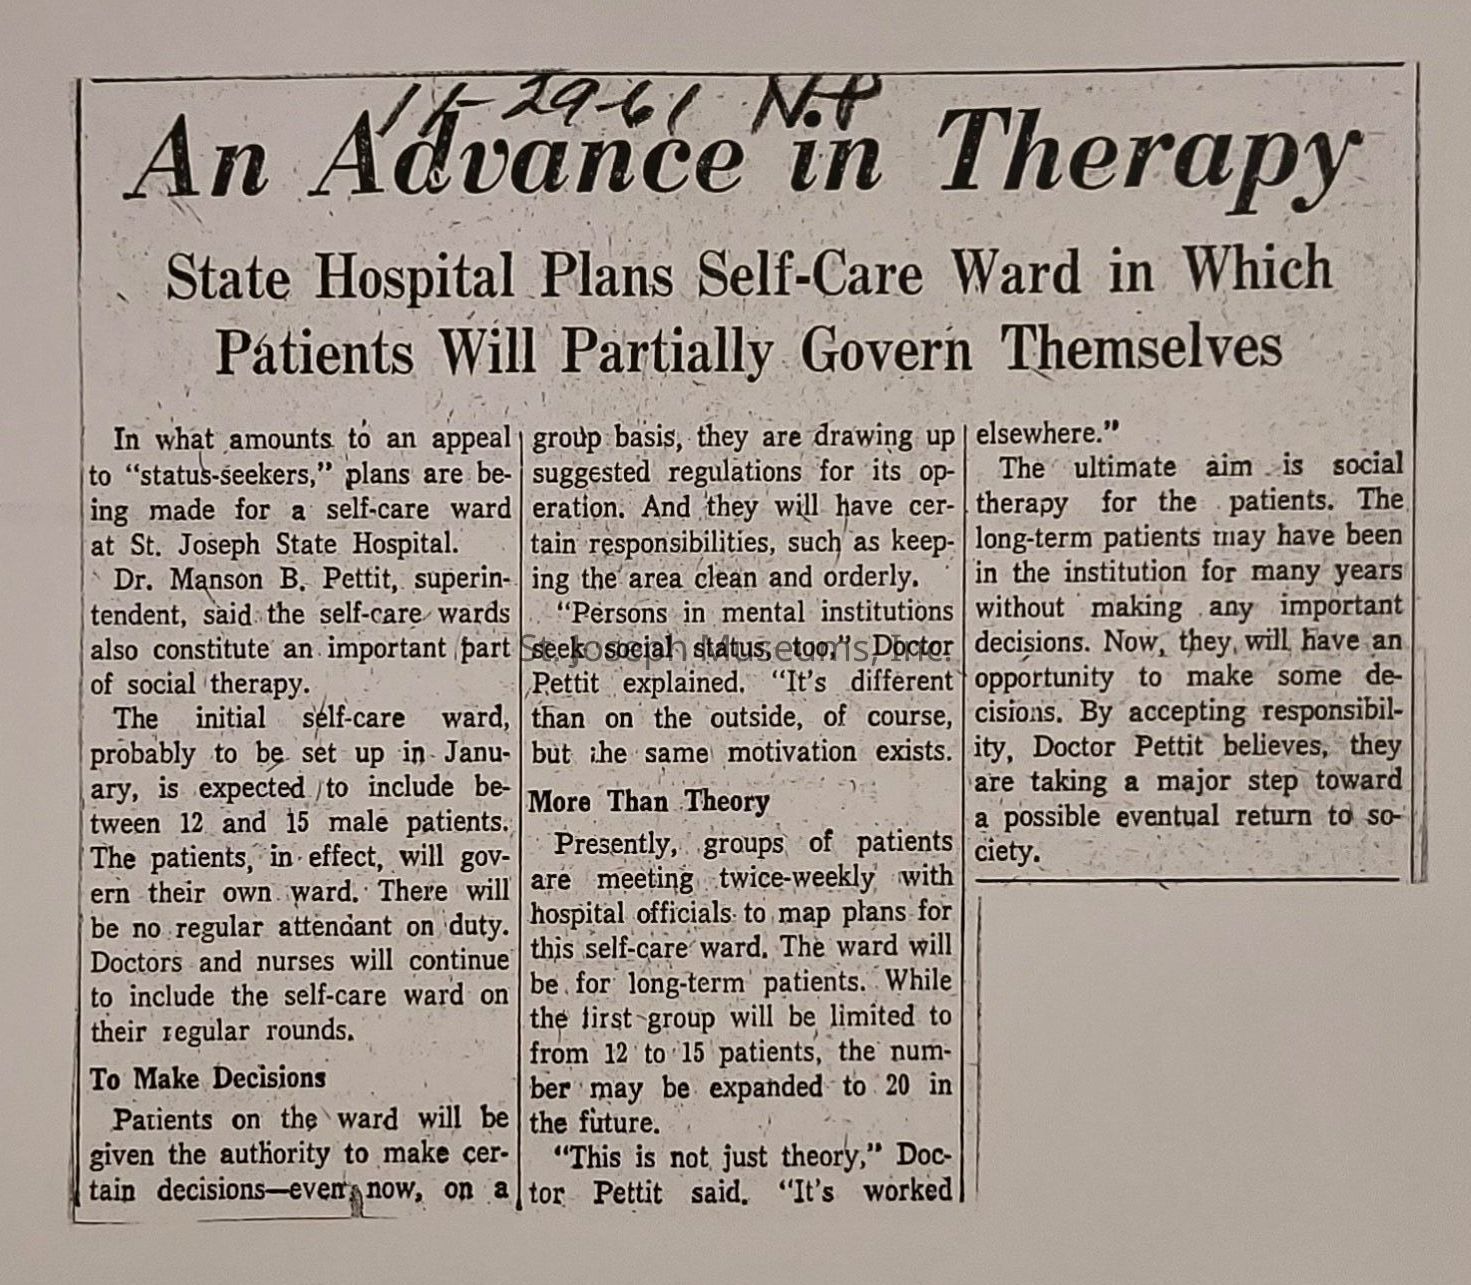 11-29-61 N.P
An Advance in Therapy
State Hospital Plans Self-Care Ward in Which
Patients Will Partially Govern Themselves
In what amounts to an appeal
to “status-seekers,” plans are be-
ing made for a self-care ward
at St. Joseph State Hospital.
Dr. Manson B. Pettit, superin-
tendent, said the self-care wards
also constitute an important part
of social therapy.
The initial self-care ward,
probably to be set up in Janu-
ary, is expected to include be-
tween 12 and 15 male patients.
The patients, in effect, will gov-
ern their own ward. There will
be no regular attendant on duty.
Doctors and nurses will continue
to include the self-care ward on
their regular rounds.
To Make Decisions
Patients on the ward will be
given the authority to make cer-
tain decisions—even now, on a
group basis, they are drawing up
suggested regulations for its op-
eration. And they will have cer-
tain responsibilities, such as keep-
ing the area clean and orderly.
“Persons in mental institutions
seek social status, too,” Doctor
Pettit explained. “It's different
than on the outside, of course,
but the same motivation exists.
More Than Theory
Presently, groups of patients
are meeting twice-weekly with
hospital officials to map plans for
this self-care ward. The ward will
be for long-term patients. While
the first group will be limited to
from 12 to 15 patients, the num-
ber may be expanded to 20 in
the future.
“This is not just theory,” Doc-
tor Pettit said. “It's worked
elsewhere.”
The ultimate aim is social
therapy for the patients. The
long-term patients may have been
in the institution for many years
without making any important
decisions. Now, they will have an
opportunity to make some de-
cisions. By accepting responsibil-
ity, Doctor Pettit believes, they
are taking a major step toward
a possible eventual return to so-
ciety.
St. Joseph Museums, Inc.